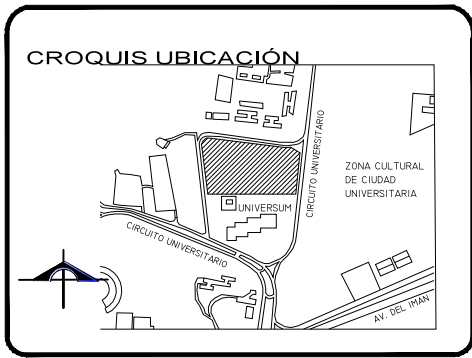 CROQUIS UBICACIÓN
CIRCUITO UNIVERSITARIO
ZONA CULTURAL
DE CIUDAD
UNIVERSITARIA
UNIVERSUM
CIRCUITO UNIVERSITARIO
AV. DEL IMAN